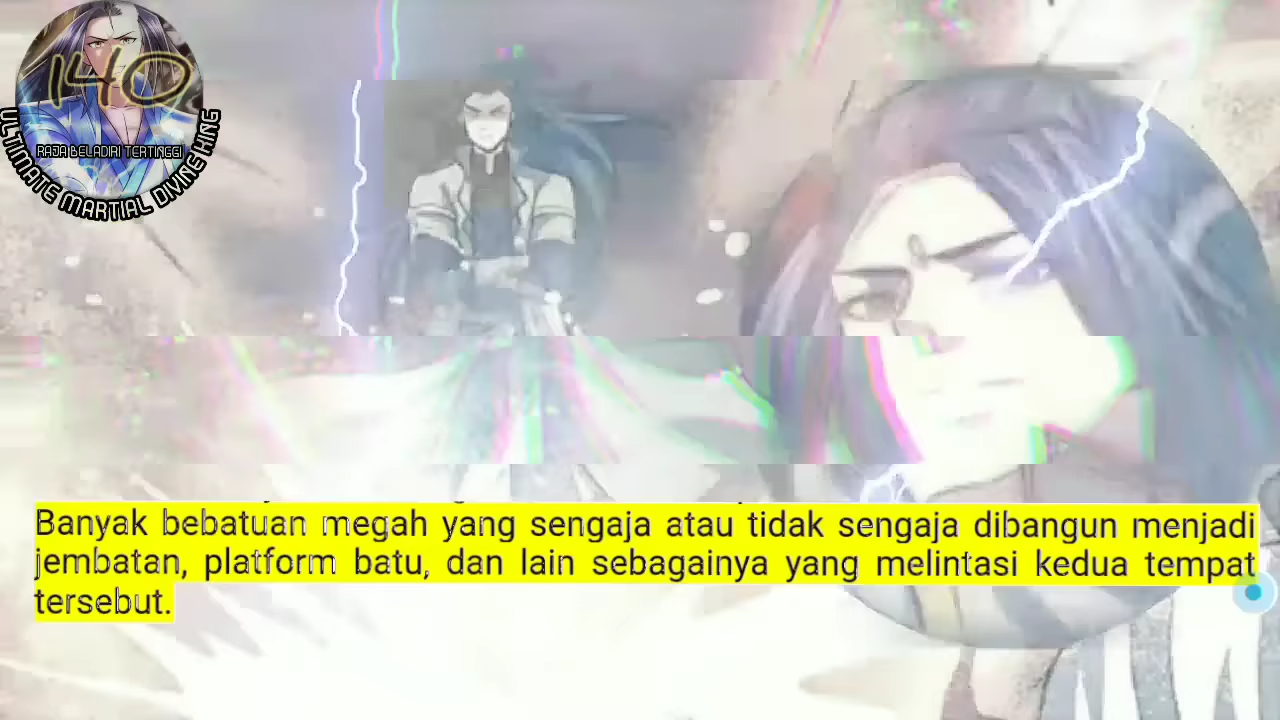 140
RAJA BELADIRI TERTINGGI
ULTIMATE MARTIAL DIVINE KING
Banyak bebatuan megah yang sengaja atau tidak sengaja dibangun menjadi
jembatan, platform batu, dan lain sebagainya yang melintasi kedua tempat
tersebut.